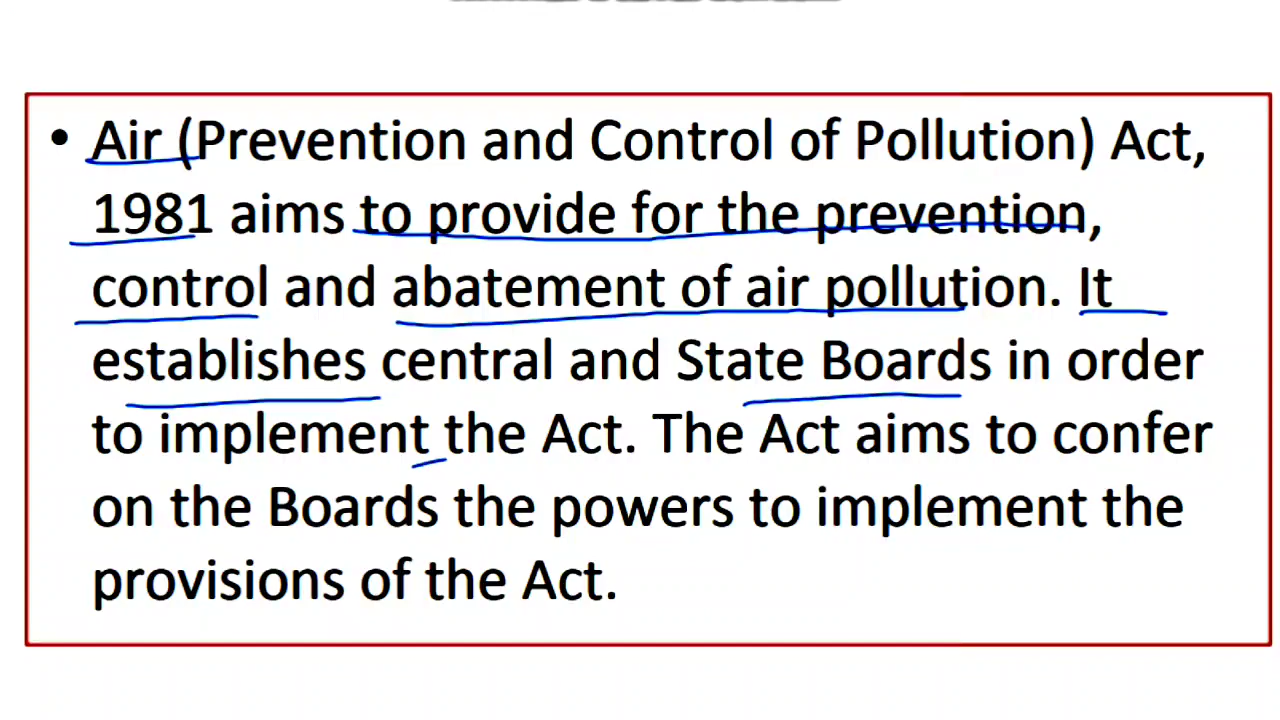 • Air (Prevention and Control of Pollution) Act,
1981 aims to provide for the prevention,
control and abatement of air pollution. It
establishes central and State Boards in order
to implement the Act. The Act aims to confer
on the Boards the powers to implement the
provisions of the Act.